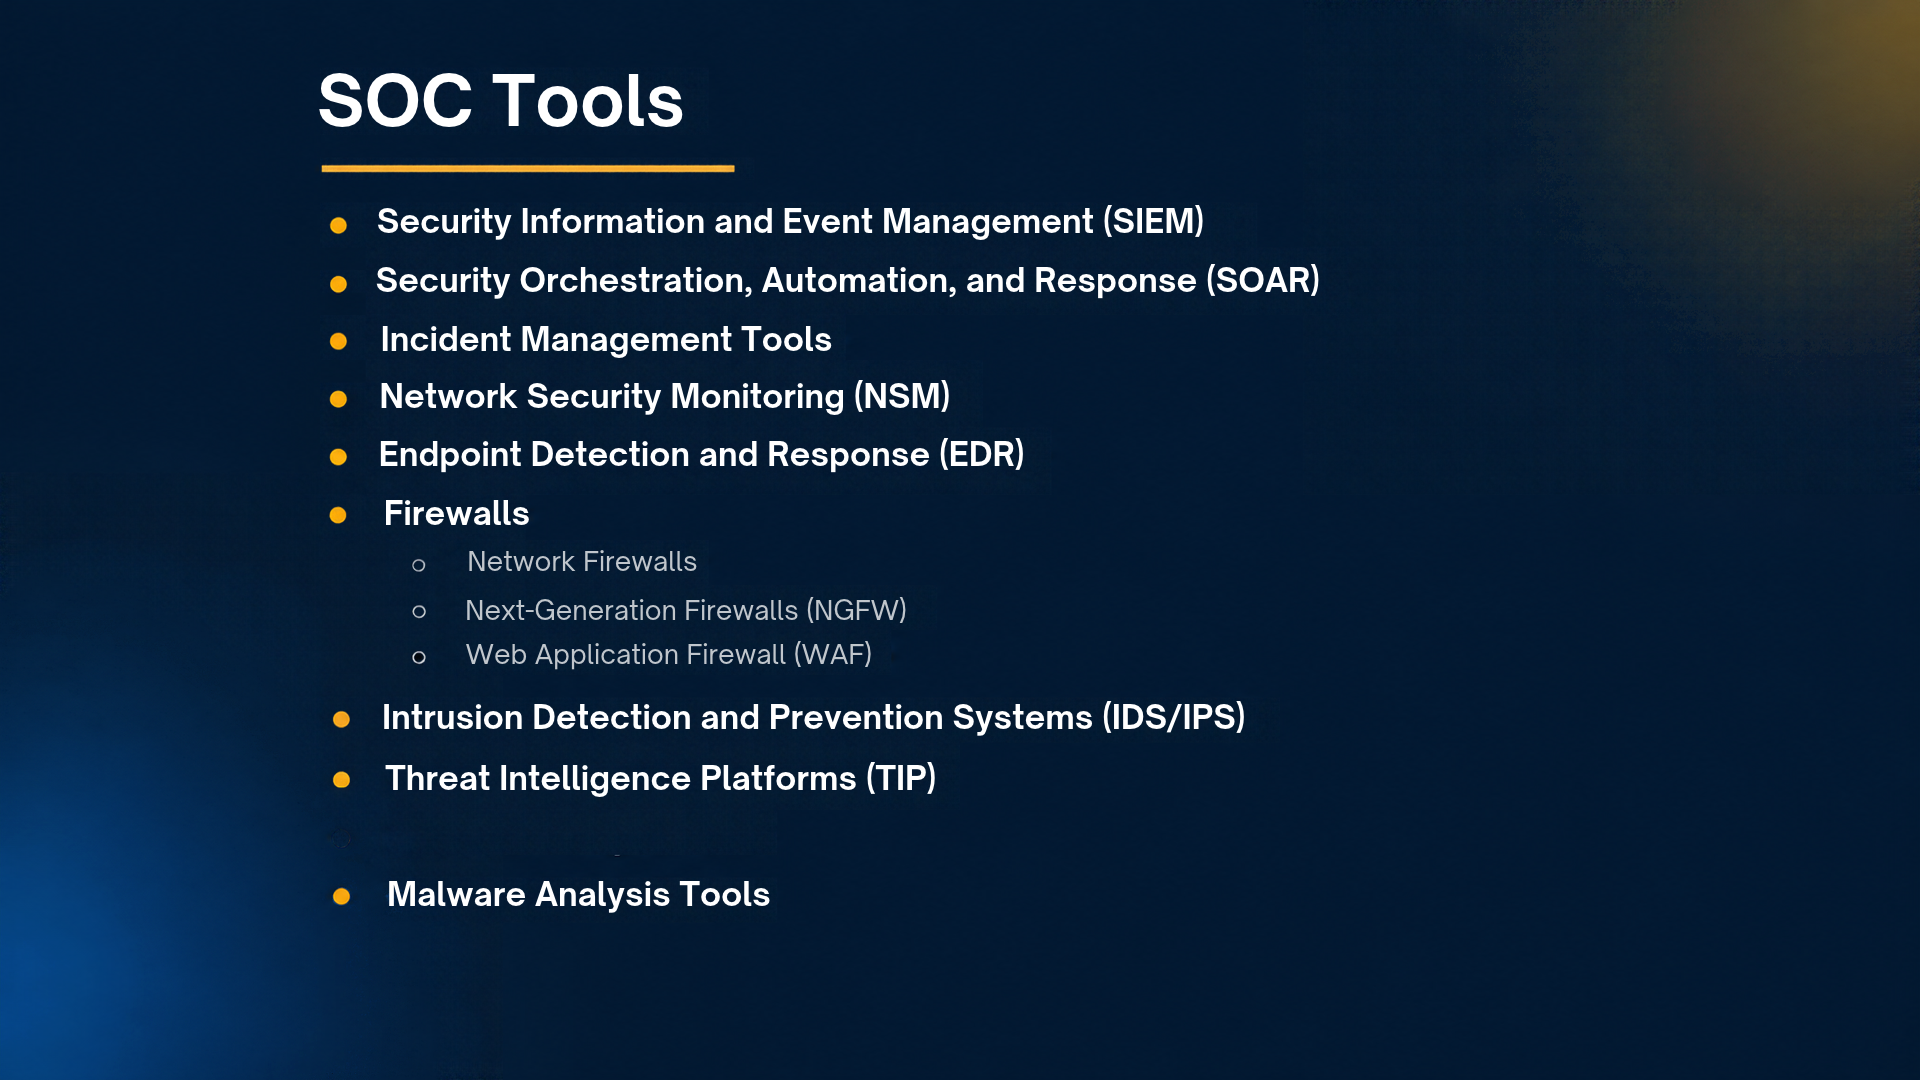 SOC Tools
Security Information and Event Management (SIEM)
Security Orchestration, Automation, and Response (SOAR)
Incident Management Tools
Network Security Monitoring (NSM)
Endpoint Detection and Response (EDR)
Firewalls
Network Firewalls
Next-Generation Firewalls (NGFW)
Web Application Firewall (WAF)
Intrusion Detection and Prevention Systems (IDS/IPS)
Threat Intelligence Platforms (TIP)
Malware Analysis Tools